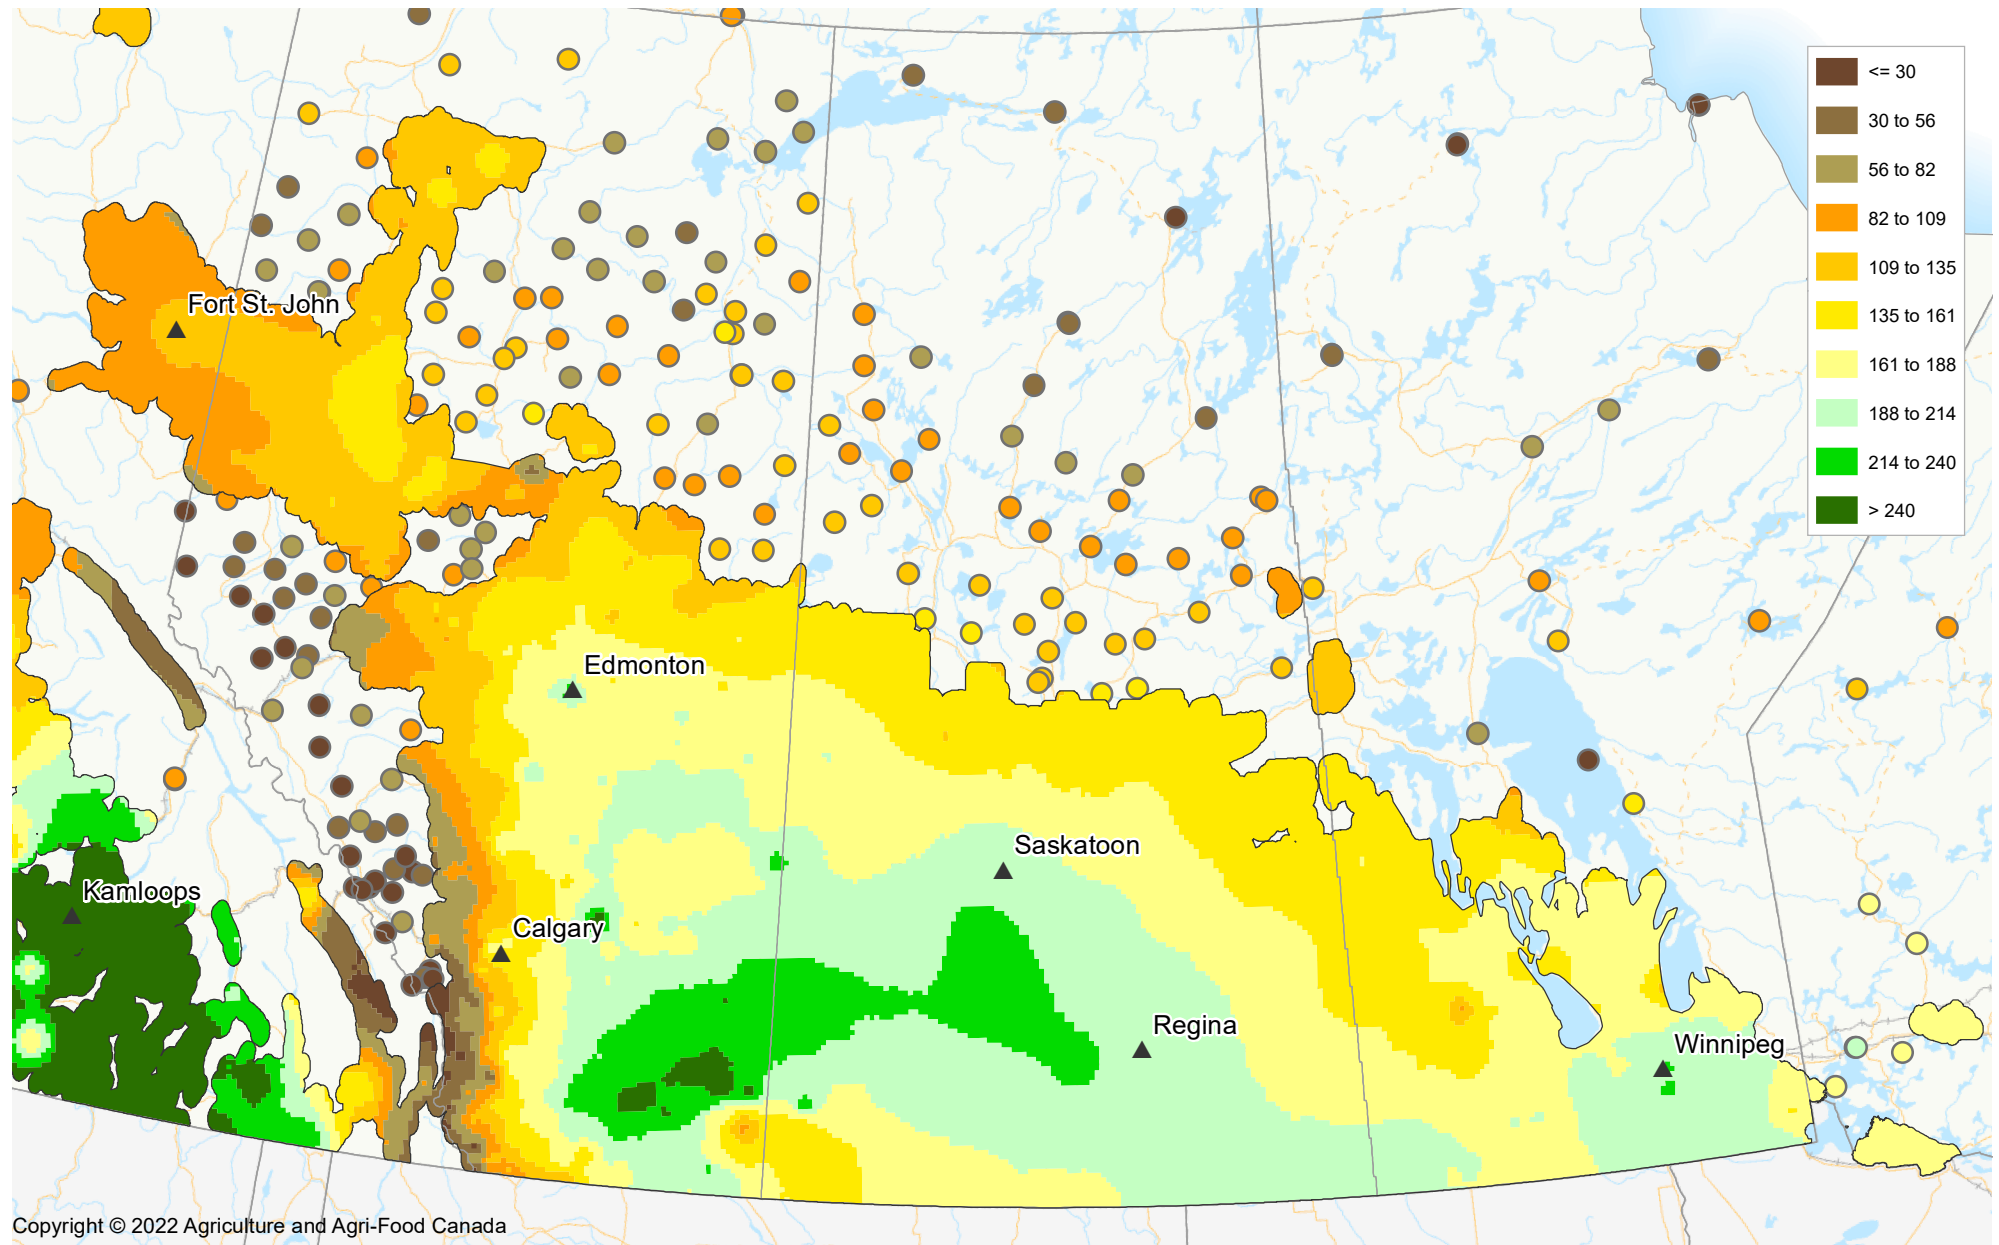 <= 30
30 to 56
56 to 82
82 to 109
109 to 135
135 to 161
161 to 188
188 to 214
214 to 240
> 240
Fort St. John
Edmonton
Saskatoon
Kamloops
Calgary
Regina
Winnipeg
Copyright © 2022 Agriculture and Agri-Food Canada